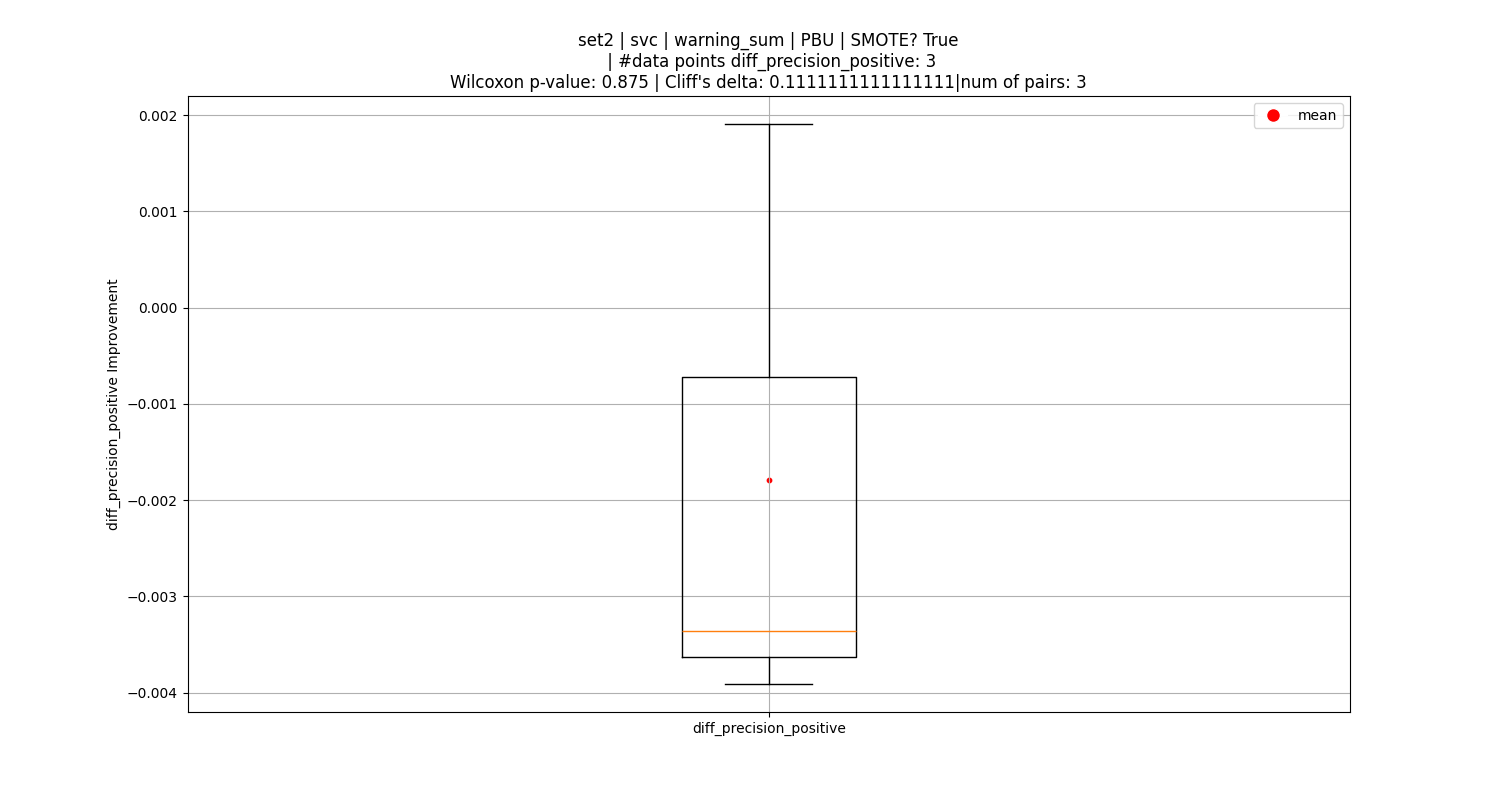 set2 | svc | warning_sum | PBU | SMOTE? True
| #data points diff_precision_positive: 3
Wilcoxon p-value: 0.875 | Cliff's delta: 0.1111111111111111|num of pairs: 3
mean
0.002
0.001
0.000
−0.001
−0.002
−0.003
−0.004
diff_precision_positive Improvement
diff_precision_positive